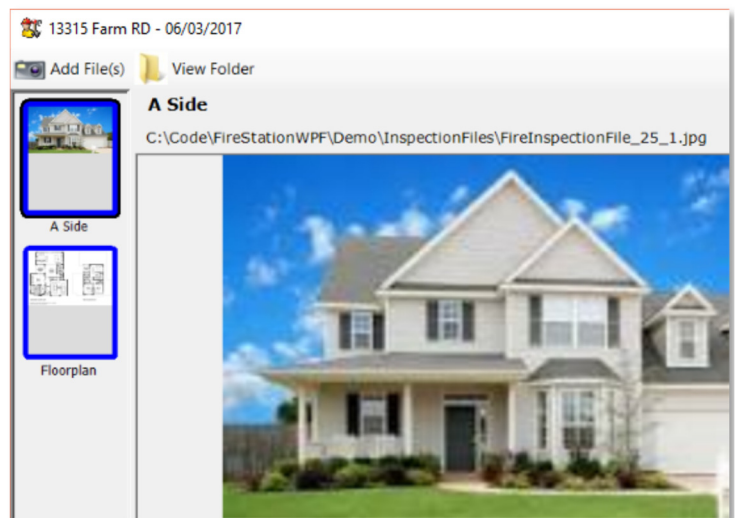 13315 Farm RD - 06/03/2017
Add File(s)
View Folder
A Side
C:\Code\FireStationWPF\Demo\InspectionFiles\FireInspectionFile_25_1.jpg
A Side
Floorplan